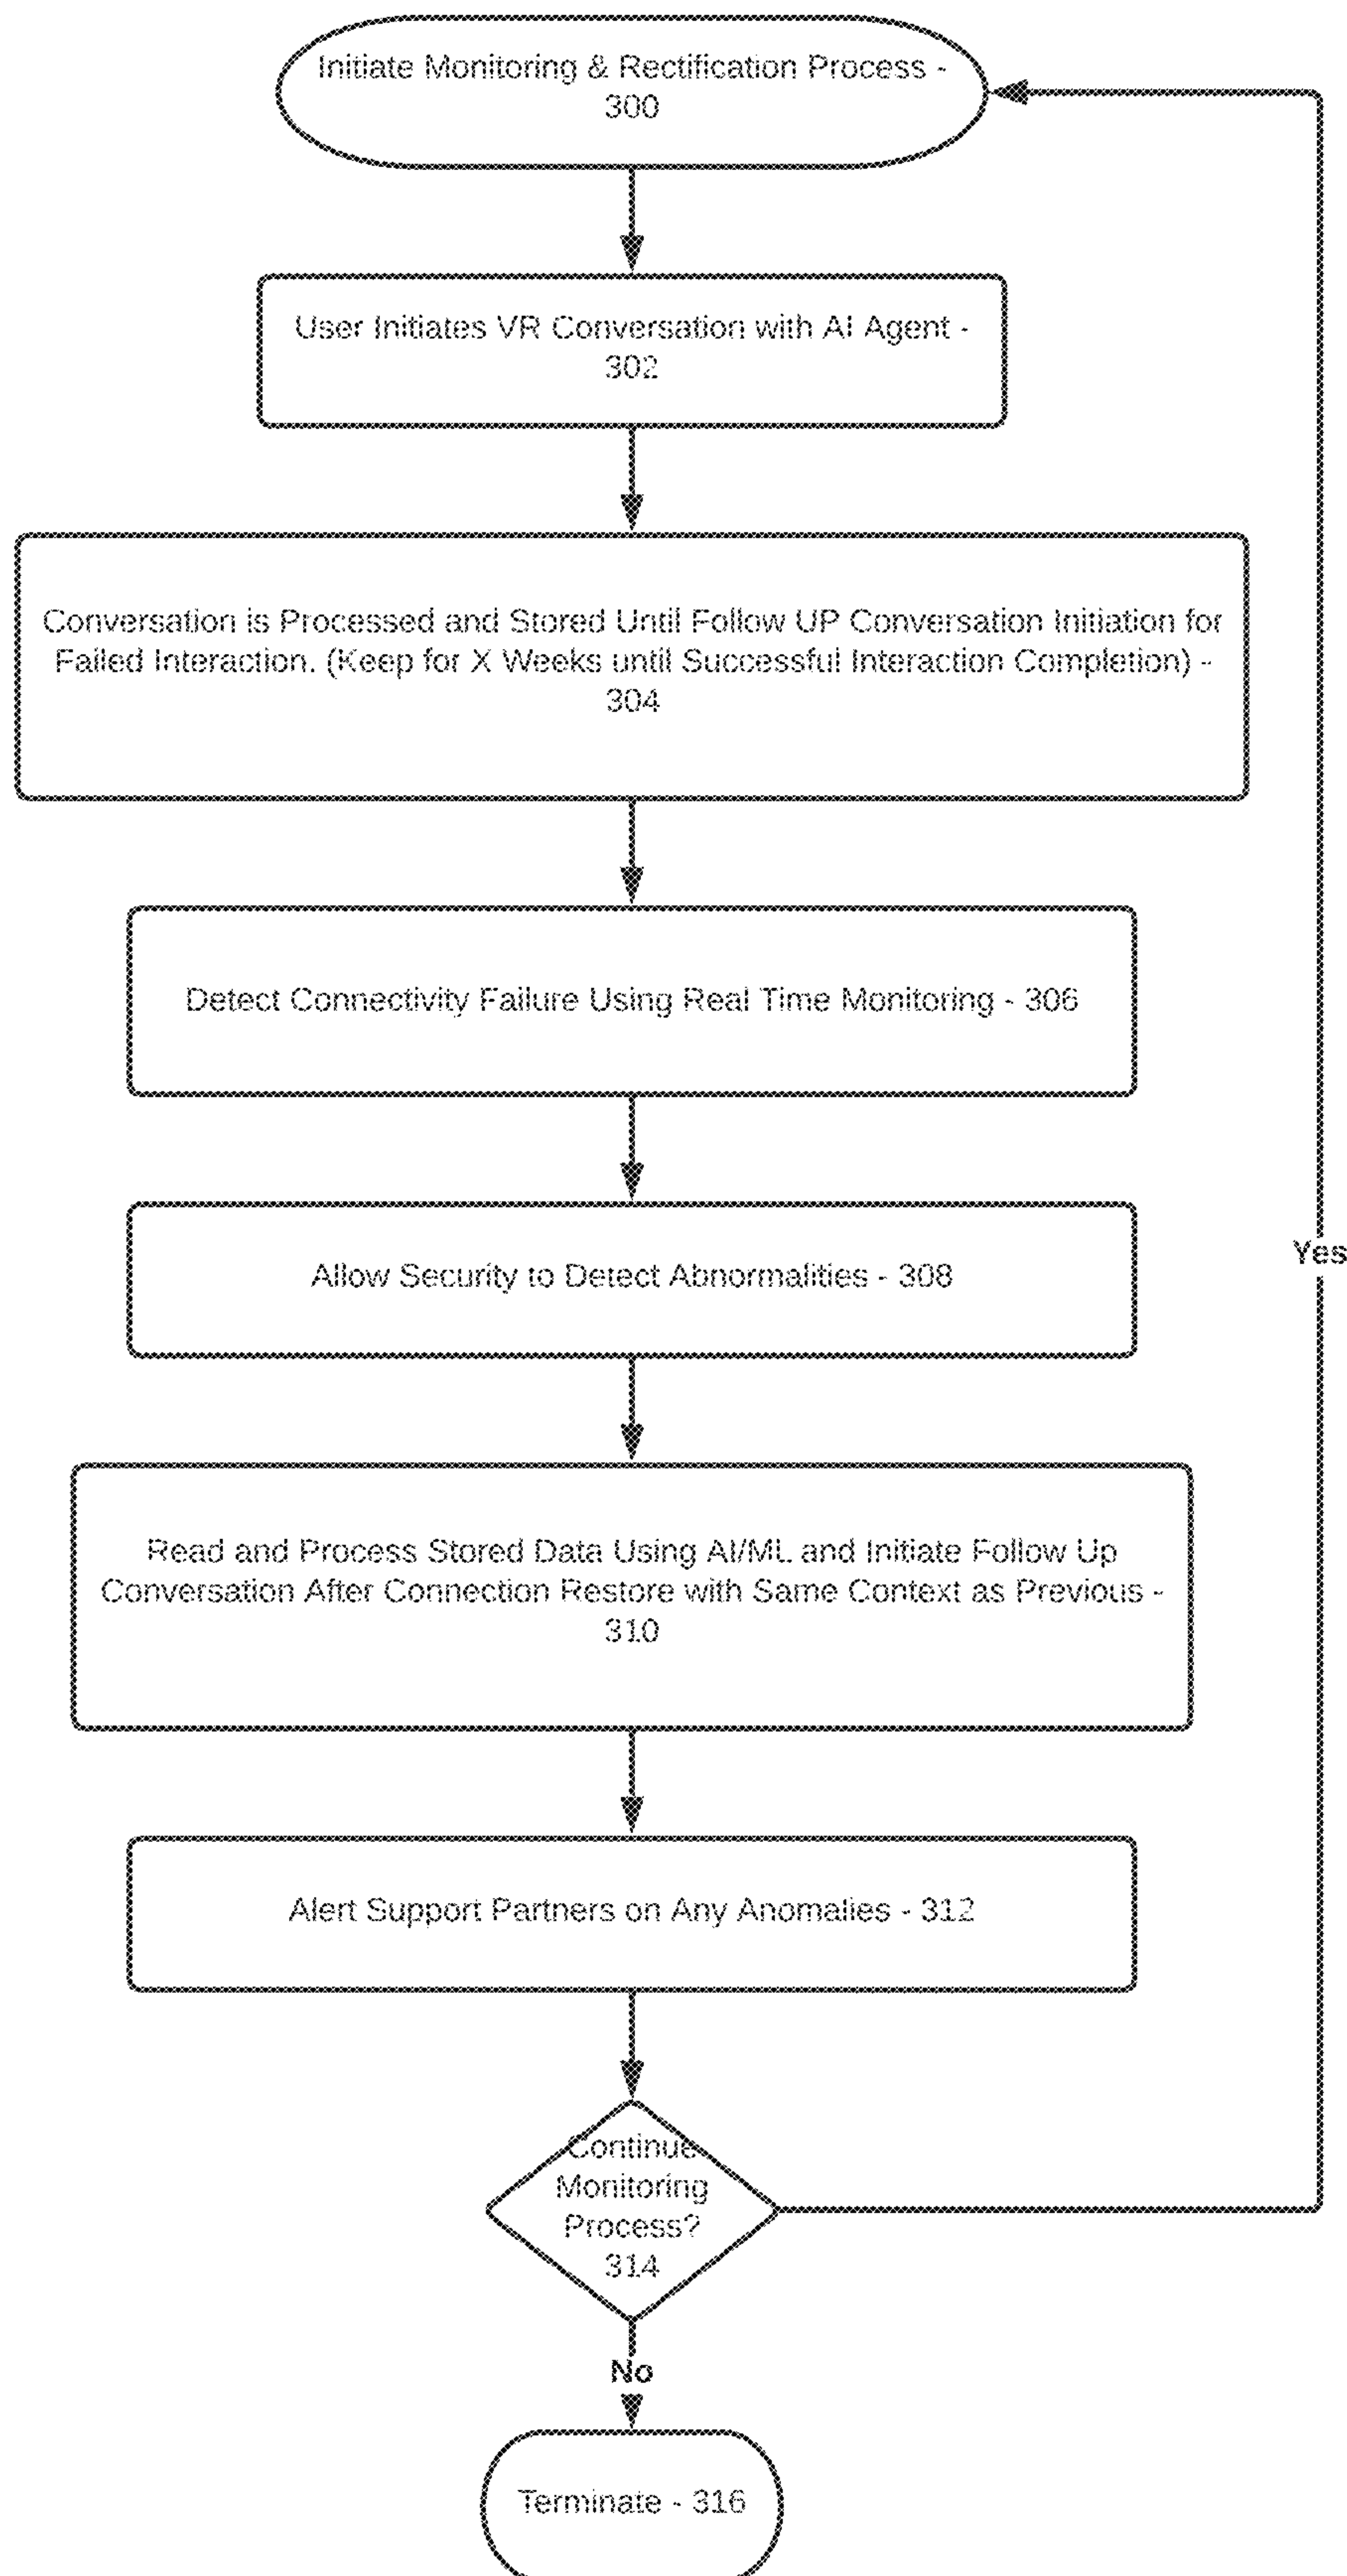 Initiate Monitoring & Rectification Process -
300
User Initiates VR Conversation with AI Agent -
302
Conversation is Processed and Stored Until Follow UP Conversation Initiation for
Failed Interaction. (Keep for X Weeks until Successful Interaction Completion) -
304
Detect Connectivity Failure Using Real Time Monitoring - 306
Allow Security to Detect Abnormalities - 308
Yes
Read and Process Stored Data Using AI/ML and Initiate Follow Up
Conversation After Connection Restore with Same Context as Previous -
310
Alert Support Partners on Any Anomalies - 312
Continue
Monitoring
Process?
314
No
Terminate - 316